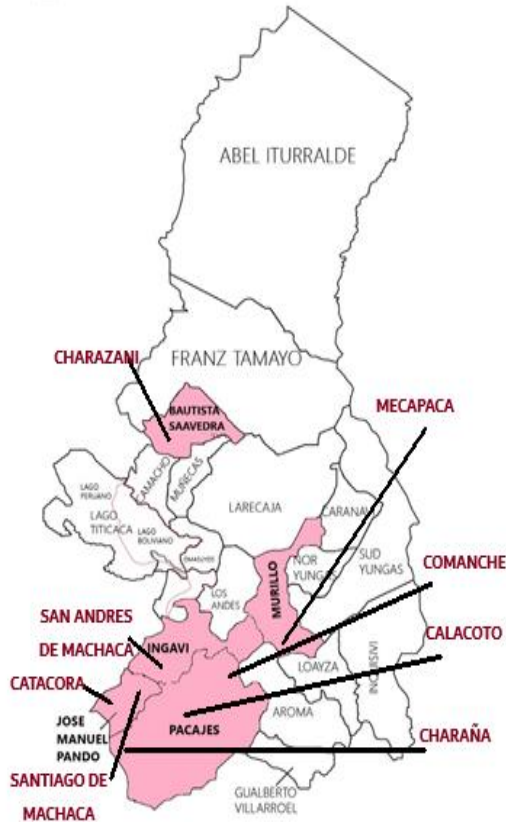 ABEL ITURRALDE
CHARAZANI
FRANZ TAMAYO
BAUTISTA
SAAVEDRA
MECAPACA
CAMACHO
MUÑECAS
LAGO
PERUANO
LAGO
TITICACA
LAGO
BOLIVIANO
OMASUYOS
LARECAJA
CARANAVI
NOR
YUNGAS
SUD
YUNGAS
COMANCHE
LOS
ANDES
MURILLO
SAN ANDRES
DE MACHACA
INGAVI
CALACOTO
LOAYZA
INQUISIVI
CATACORA
AROMA
JOSE
MANUEL
PANDO
PACAJES
CHARAÑA
SANTIAGO DE
MACHACA
GUALBERTO
VILLARROEL